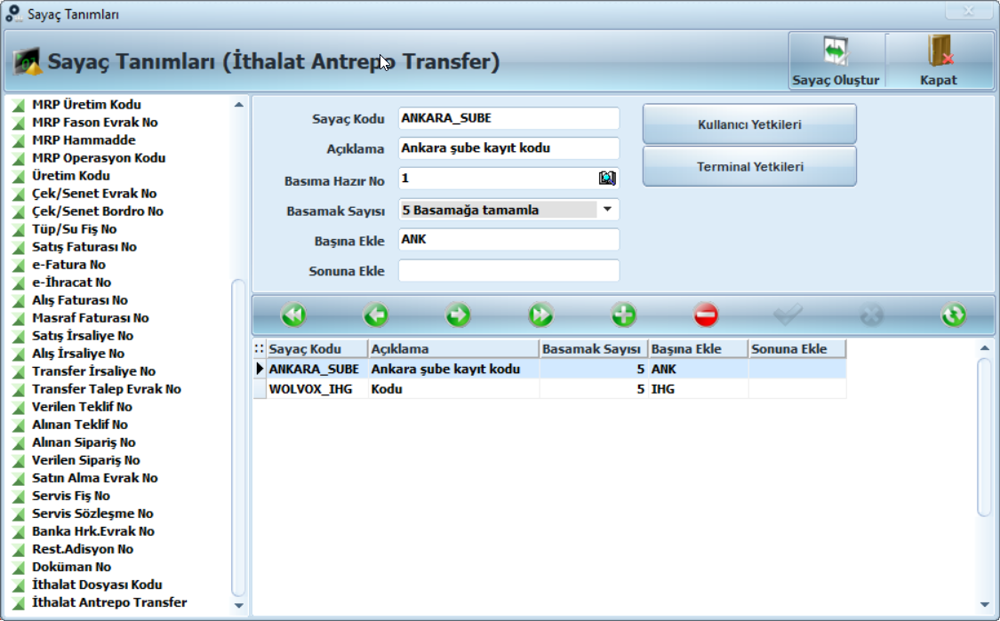 Sayaç Tanımları
Sayaç Tanımları (İthalat Antrepo Transfer)
Sayaç Oluştur
Kapat
MRP Üretim Kodu
MRP Fason Evrak No
MRP Hammadde
MRP Operasyon Kodu
Üretim Kodu
Çek/Senet Evrak No
Çek/Senet Bordro No
Tüp/Su Fiş No
Satış Faturası No
e-Fatura No
e-İhracat No
Alış Faturası No
Masraf Faturası No
Satış İrsaliye No
Alış İrsaliye No
Transfer İrsaliye No
Transfer Talep Evrak No
Verilen Teklif No
Alınan Teklif No
Alınan Sipariş No
Verilen Sipariş No
Satın Alma Evrak No
Servis Fiş No
Servis Sözleşme No
Banka Hrk.Evrak No
Rest.Adisyon No
Doküman No
İthalat Dosyası Kodu
İthalat Antrepo Transfer
Sayaç Kodu ANKARA_SUBE
Açıklama Ankara şube kayıt kodu
Basıma Hazır No 1
Basamak Sayısı 5 Basamağa tamamla
Başına Ekle ANK
Sonuna Ekle
Kullanıcı Yetkileri
Terminal Yetkileri
Sayaç Kodu Açıklama Basamak Sayısı Başına Ekle Sonuna Ekle
ANKARA_SUBE Ankara şube kayıt kodu 5 ANK
WOLVOX_IHG Kodu 5 IHG